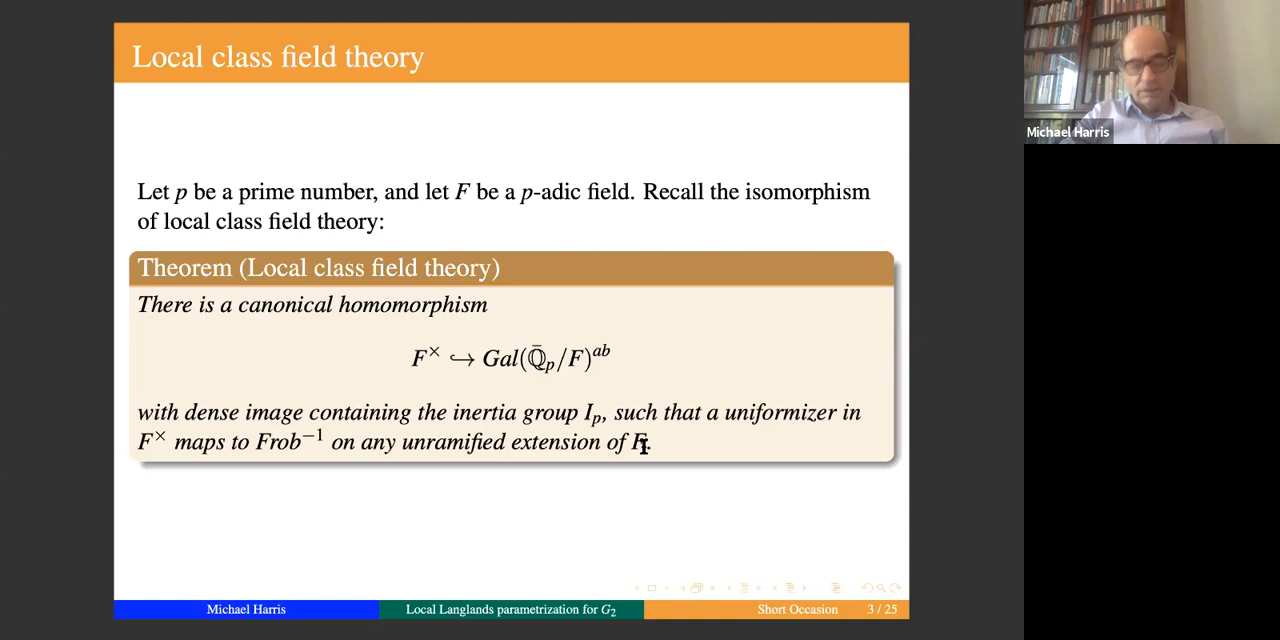 Local class field theory
Let p be a prime number, and let F be a p-adic field. Recall the isomorphism
of local class field theory:
Theorem (Local class field theory)
There is a canonical homomorphism
F^× ↪ Gal(ℚ̄_p/F)^{ab}
with dense image containing the inertia group I_p, such that a uniformizer in
F^× maps to Frob^{−1} on any unramified extension of F.
Michael Harris
Local Langlands parametrization for G_2
Short Occasion
3 / 25
Michael Harris